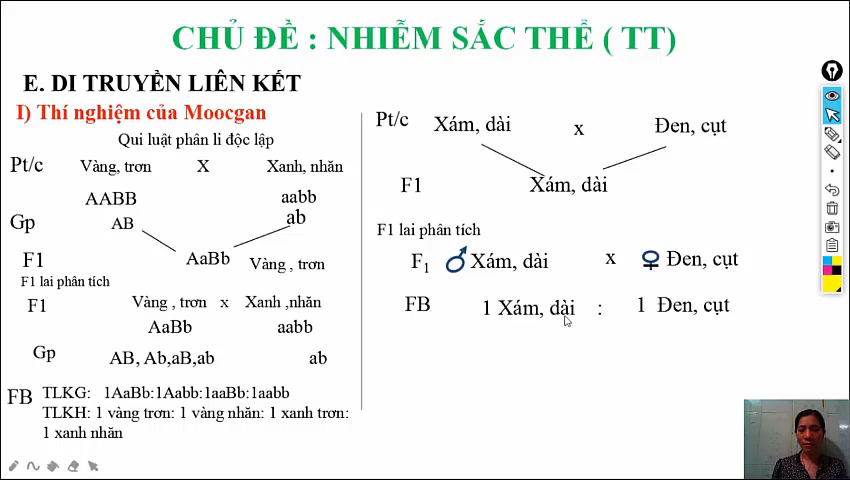 CHỦ ĐỀ : NHIỄM SẮC THỂ ( TT)
E. DI TRUYỀN LIÊN KẾT
I) Thí nghiệm của Moocgan
Qui luật phân li độc lập
Pt/c Vàng, trơn X Xanh, nhăn
AABB aabb
Gp AB ab
F1 AaBb Vàng , trơn
F1 lai phân tích
F1 Vàng , trơn x Xanh ,nhăn
AaBb aabb
Gp AB, Ab,aB,ab ab
FB TLKG: 1AaBb:1Aabb:1aaBb:1aabb
TLKH: 1 vàng trơn: 1 vàng nhăn: 1 xanh trơn:
1 xanh nhăn
Pt/c Xám, dài x Đen, cụt
F1 Xám, dài
F1 lai phân tích
F1 ♂ Xám, dài x ♀ Đen, cụt
FB 1 Xám, dài : 1 Đen, cụt